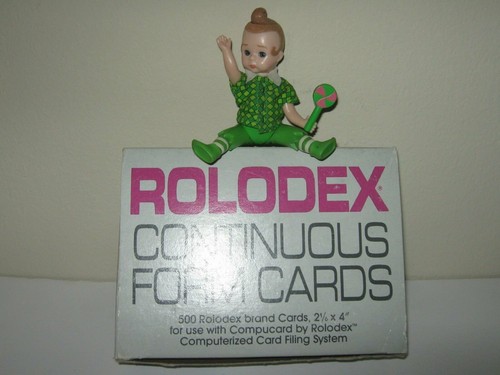 ROLODEX®
CONTINUOUS
FORM CARDS
500 Rolodex brand Cards, 2⅙ x 4"
for use with Compucard by Rolodex™
Computerized Card Filing System